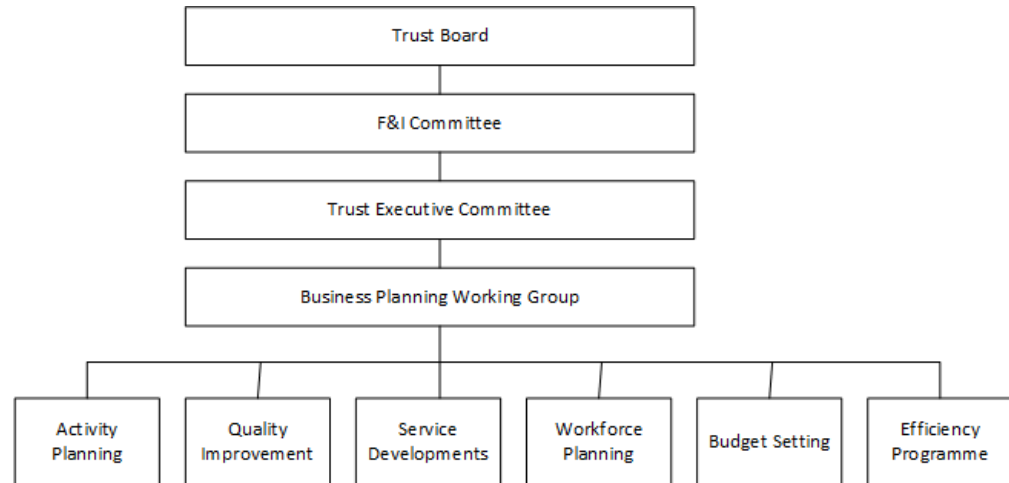 Trust Board
F&I Committee
Trust Executive Committee
Business Planning Working Group
Activity
Planning
Quality
Improvement
Service
Developments
Workforce
Planning
Budget Setting
Efficiency
Programme